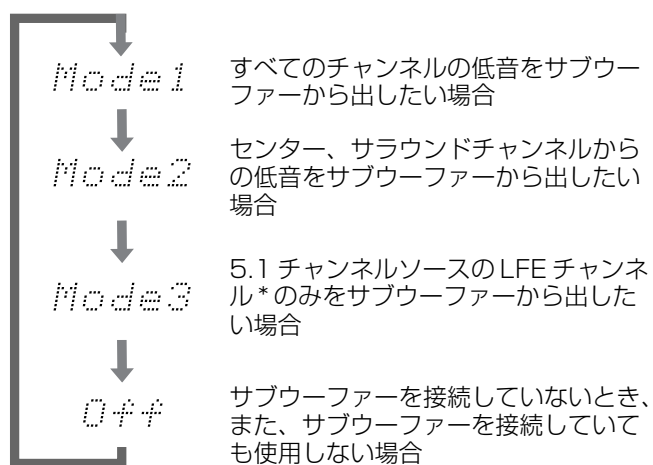 Mode1
すべてのチャンネルの低音をサブウー
ファーから出したい場合
Mode2
センター、サラウンドチャンネルから
の低音をサブウーファーから出したい
場合
Mode3
5.1 チャンネルソースの LFE チャンネ
ル * のみをサブウーファーから出した
い場合
Off
サブウーファーを接続していないとき、
また、サブウーファーを接続していて
も使用しない場合